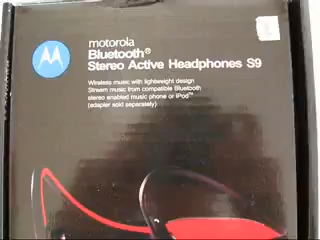 motorola
Bluetooth®
Stereo Active Headphones S9
Wireless music with lightweight design
Stream music from compatible Bluetooth
stereo enabled music phone or iPod™
(adapter sold separately)